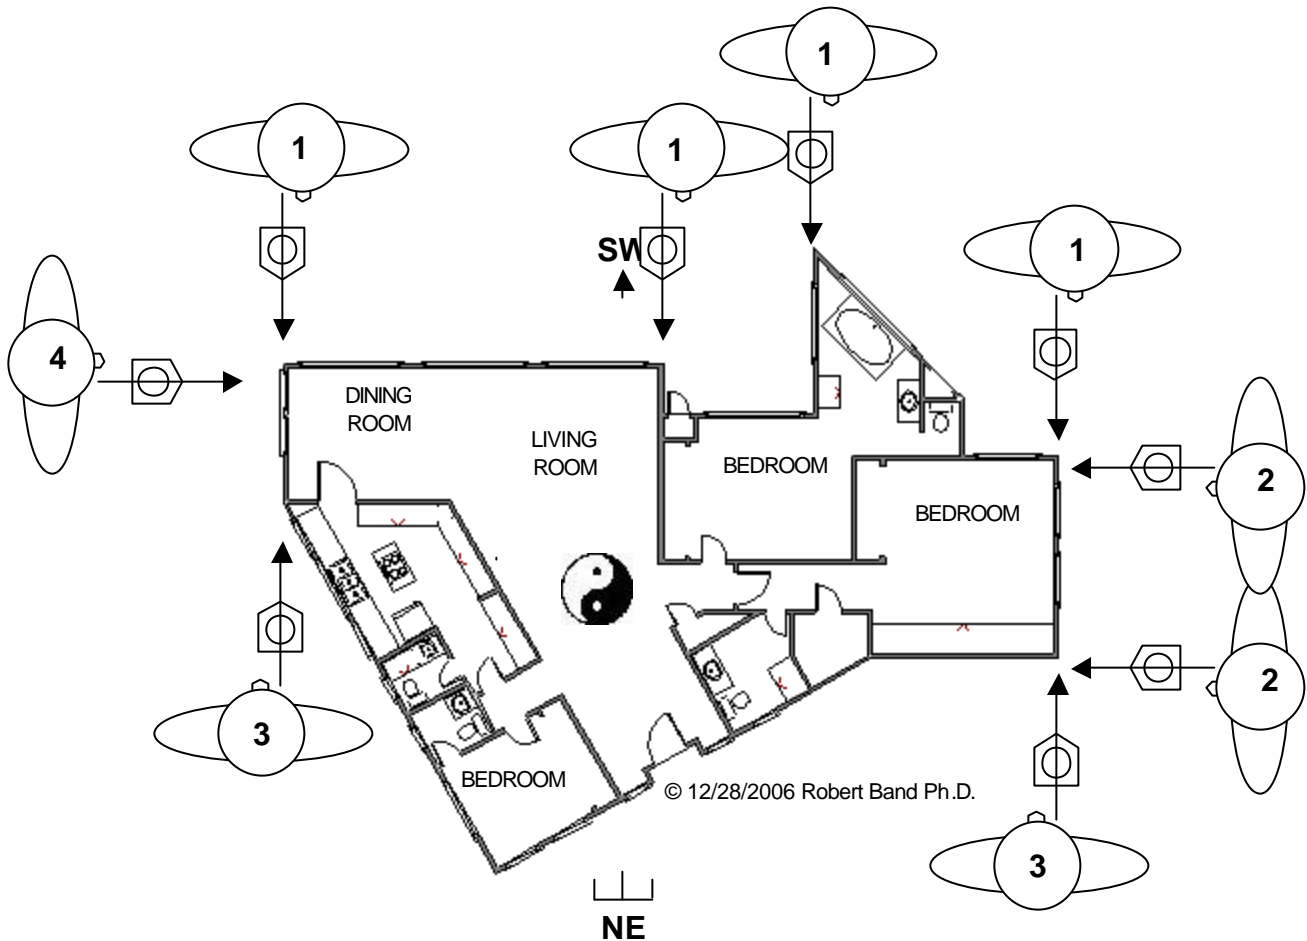 1
1
1
1
SW
4
DINING
ROOM
LIVING
ROOM
BEDROOM
2
BEDROOM
2
3
BEDROOM
© 12/28/2006 Robert Band Ph.D.
3
NE